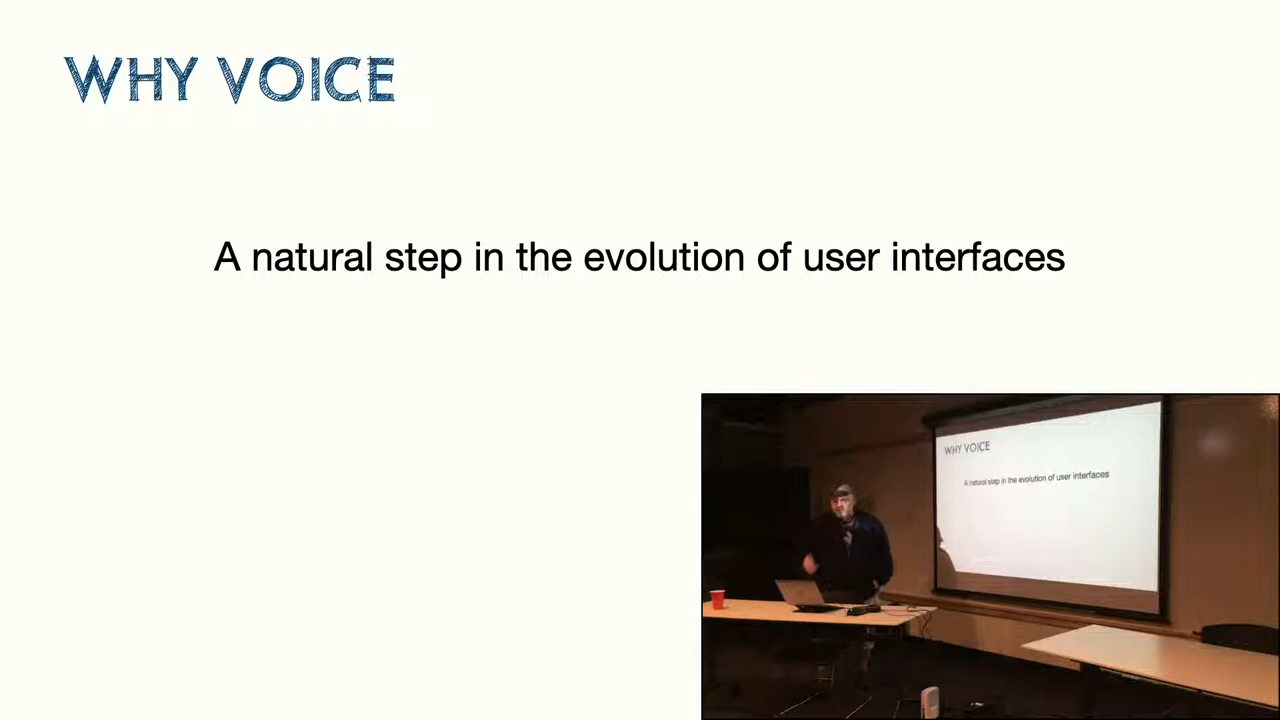 WHY VOICE
A natural step in the evolution of user interfaces
WHY VOICE
A natural step in the evolution of user interfaces